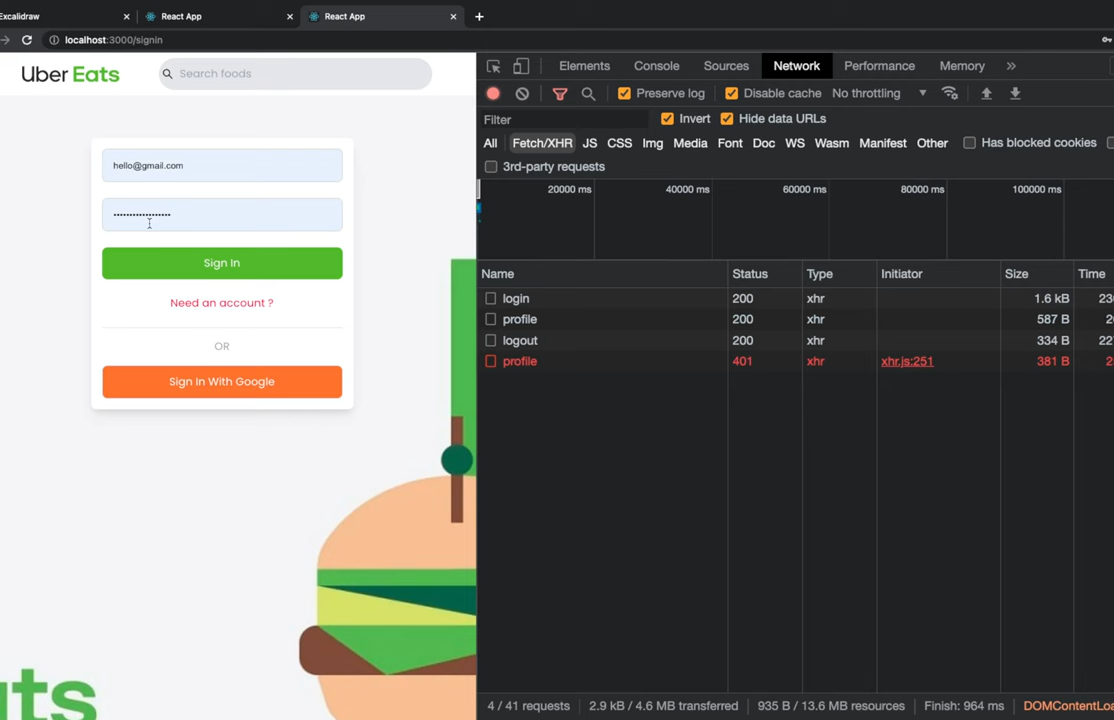 Excalidraw
React App
React App
localhost:3000/signin
Uber Eats
Search foods
hello@gmail.com
Sign In
Need an account ?
OR
Sign In With Google
Elements Console Sources Network Performance Memory
Preserve log Disable cache No throttling
Filter Invert Hide data URLs
All Fetch/XHR JS CSS Img Media Font Doc WS Wasm Manifest Other Has blocked cookies
3rd-party requests
20000 ms 40000 ms 60000 ms 80000 ms 100000 ms
Name Status Type Initiator Size Time
login 200 xhr 1.6 kB
profile 200 xhr 587 B
logout 200 xhr 334 B
profile 401 xhr xhr.js:251 381 B
4 / 41 requests 2.9 kB / 4.6 MB transferred 935 B / 13.6 MB resources Finish: 964 ms